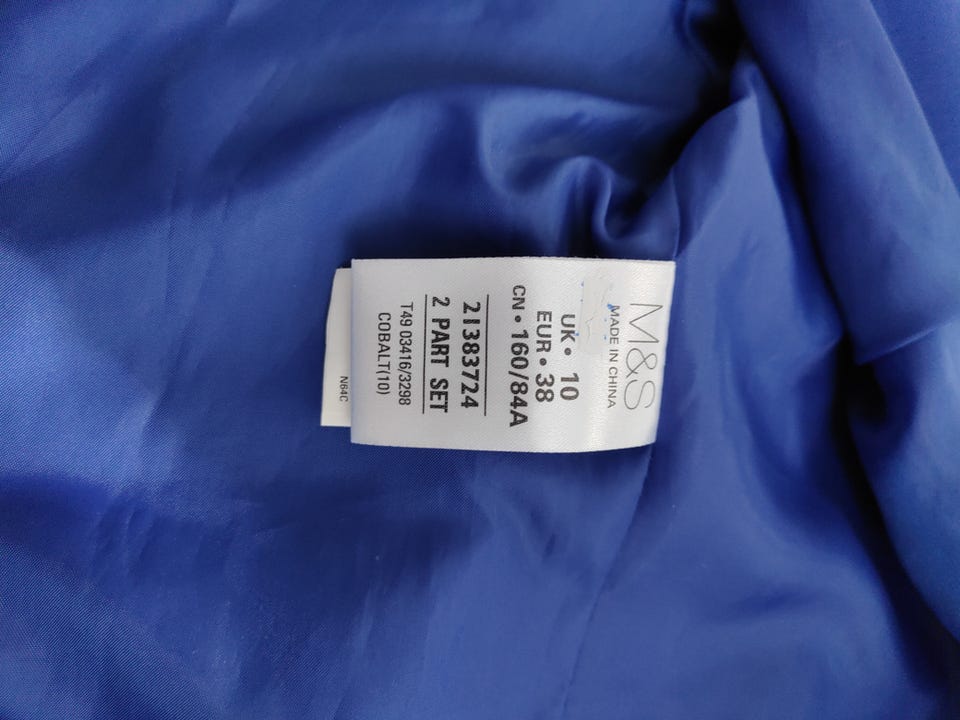 M&S
MADE IN CHINA
UK• 10
EUR•38
CN•160/84A
21383724
2 PART SET
T49 03416/3298
COBALT(10)
N64C